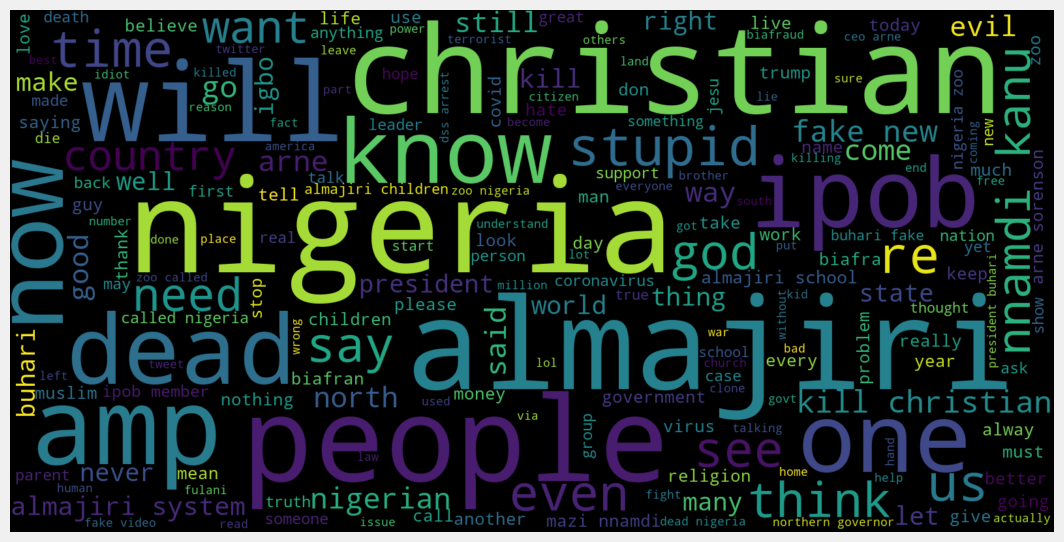 love
death
believe
life
anything
use
power
still
great
right
live
biafraud
today
ceo arne
evil
zoo
time
want
twitter
leave
christian
terrorist
others
best
idiot
killed
hope
land
trump
sure
kannu
make
will
go
igbo
reason
part
kill
covid
dss arrest
citizen
don
jesu
lie
new
made
saying
fact
hate
become
something
fake new
nigeria zoo
coming
die
leader
know
stupid
name
come
now
country
america
arne
talk
support
killing
end
much
free
back
well
first
tell
almajiri children
zoo nigeria
everyone
brother
way
ipob
south
nnamdi
show arne sorenson
guy
man
number
nigeria
understand
got
take
buhari fake
nation
thank
done
place
real
start
look
day
god
work
put
re
yet
good
person
lot
biafra
keep
zoo called
may
president
coronavirus
almajiri school
need
stop
please
million
true
thing
without
kid
state
thought
president buhari
called nigeria
children
world
war
almajiri
buhari
dead
wrong
say
said
school
bad
problem
really
tweet
lol
church
every
year
ask
left
biafran
case
clone
muslim
ipob member
nothing
north
money
government
used
govt
kill christian
amp
people
via
group
virus
talking
one
alway
parent
never
mean
law
see
hand
home
us
must
human
fulani
even
religion
help
better
truth
nigerian
fight
think
almajiri system
someone
call
another
many
let
give
going
fake video
read
issue
mazi nnamdi
dead nigeria
northern governor
actually